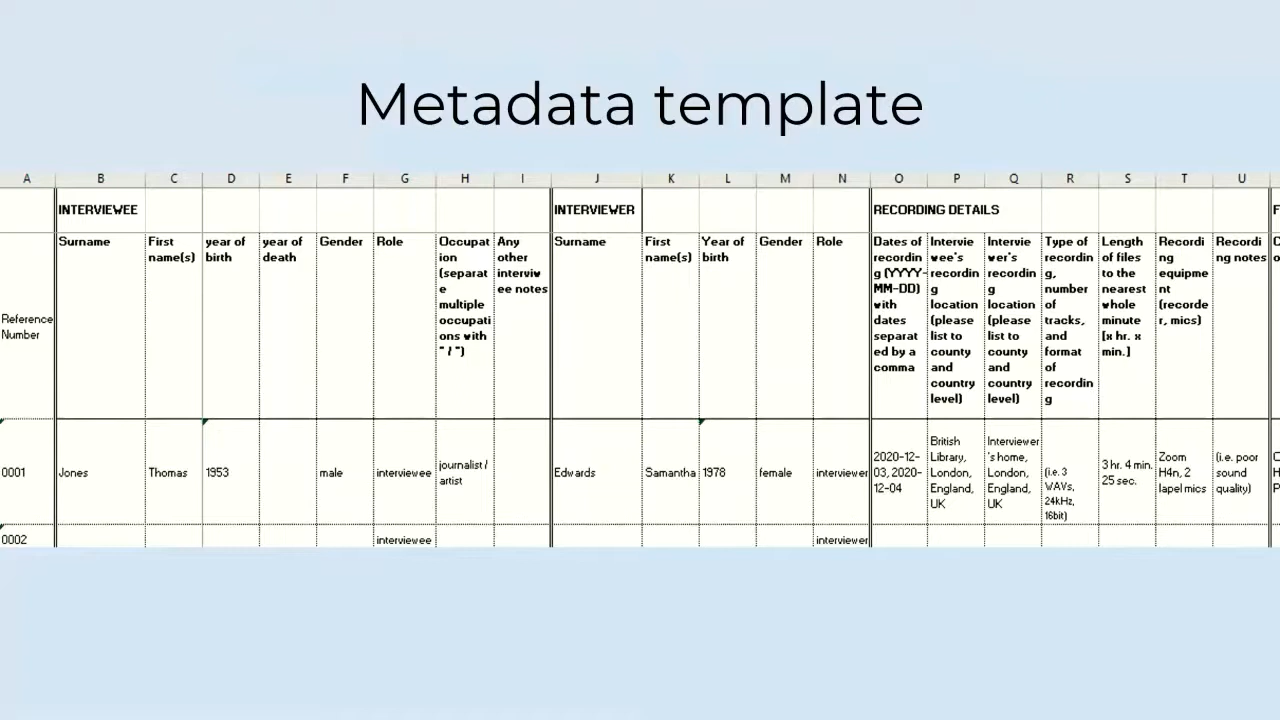 Metadata template
A B C D E F G H I J K L M N O P Q R S T U
INTERVIEWEE INTERVIEWER RECORDING DETAILS F
Reference
Number
Surname
First
name(s)
year of
birth
year of
death
Gender
Role
Occupat
ion
(separat
e
multiple
occupati
ons with
" / ")
Any
other
interviw
ee notes
Surname
First
name(s)
Year of
birth
Gender
Role
Dates of
recordin
g (YYYY-
MM-DD)
with
dates
separat
ed by a
comma
Intervie
wee's
recordin
g
location
(please
list to
county
and
country
level)
Intervie
wer's
recordin
g
location
(please
list to
county
and
country
level)
Type of
recordin
g,
number
of
tracks,
and
format
of
recordin
g
Length
of files
to the
nearest
whole
minute
[x hr. x
min.]
Recordi
ng
equipme
nt
(recorde
r, mics)
Recordi
ng notes
0001
Jones
Thomas
1953
male
interviewee
journalist /
artist
Edwards
Samantha
1978
female
interviewer
2020-12-
03, 2020-
12-04
British
Library,
London,
England,
UK
Interviewer
's home,
London,
England,
UK
(i.e. 3
WAVs,
24kHz,
16bit)
3 hr. 4 min.
25 sec.
Zoom
H4n, 2
lapel mics
(i.e. poor
sound
quality)
0002
interviewee
interviewer